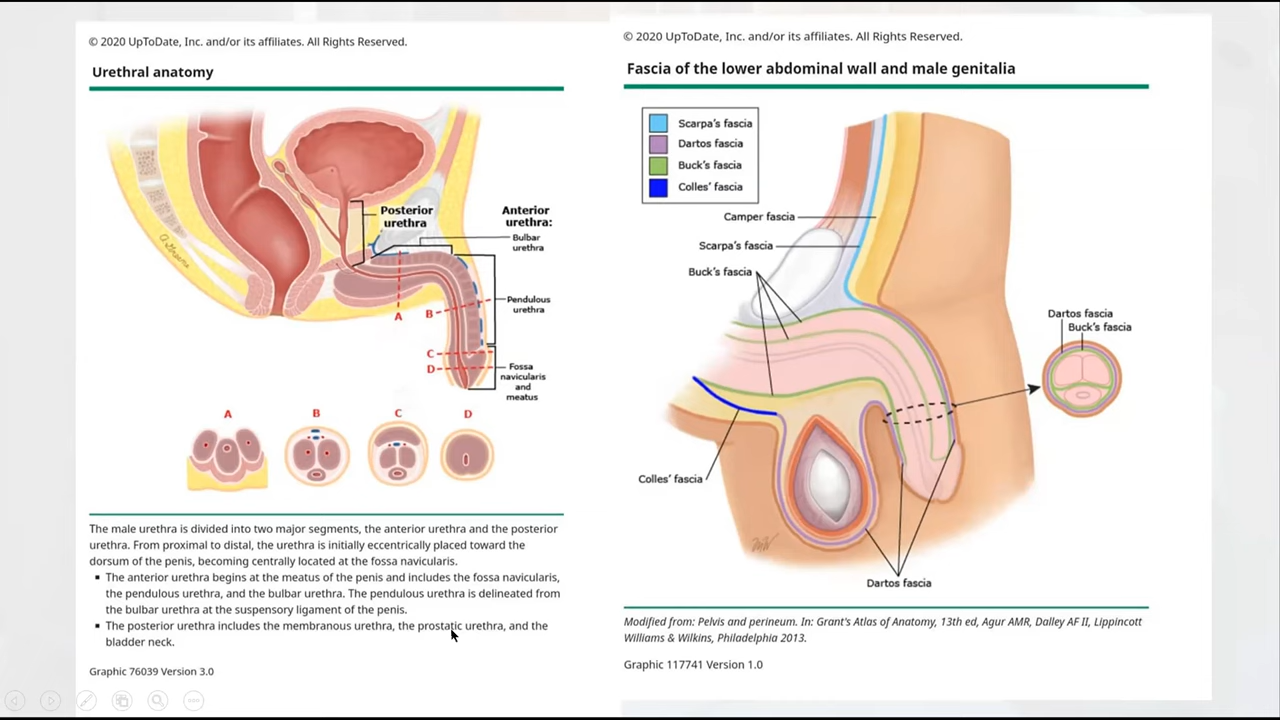 © 2020 UpToDate, Inc. and/or its affiliates. All Rights Reserved.
Urethral anatomy
Posterior
urethra
Anterior
urethra:
Bulbar
urethra
Pendulous
urethra
A
B
C
D
Fossa
navicularis
and
meatus
A
B
C
D
The male urethra is divided into two major segments, the anterior urethra and the posterior
urethra. From proximal to distal, the urethra is initially eccentrically placed toward the
dorsum of the penis, becoming centrally located at the fossa navicularis.
▪ The anterior urethra begins at the meatus of the penis and includes the fossa navicularis,
the pendulous urethra, and the bulbar urethra. The pendulous urethra is delineated from
the bulbar urethra at the suspensory ligament of the penis.
▪ The posterior urethra includes the membranous urethra, the prostatic urethra, and the
bladder neck.
Graphic 76039 Version 3.0
© 2020 UpToDate, Inc. and/or its affiliates. All Rights Reserved.
Fascia of the lower abdominal wall and male genitalia
Scarpa's fascia
Dartos fascia
Buck's fascia
Colles' fascia
Camper fascia
Scarpa's fascia
Buck's fascia
Dartos fascia
Buck's fascia
Colles' fascia
Dartos fascia
Modified from: Pelvis and perineum. In: Grant's Atlas of Anatomy, 13th ed, Agur AMR, Dalley AF II, Lippincott
Williams & Wilkins, Philadelphia 2013.
Graphic 117741 Version 1.0